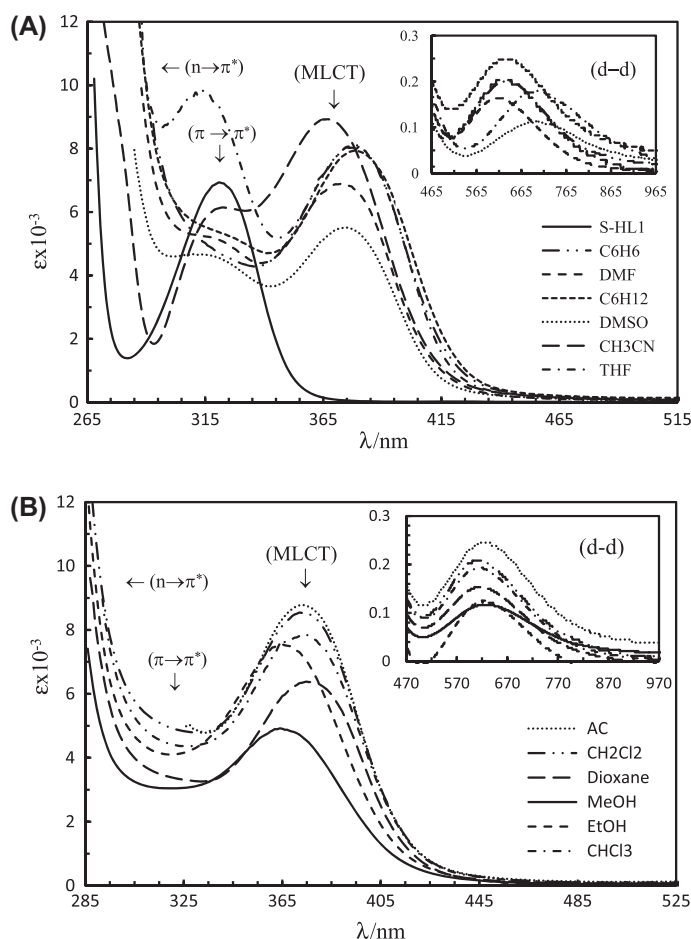 (A)
12
10
8
6
4
2
0
εx10⁻³
← (n→π*)
(π→π*)
↓
(MLCT)
↓
265 315 365 415 465 515
λ/nm
0.3
0.2
0.1
0
(d–d)
465 565 665 765 865 965
S-HL1
C6H6
DMF
C6H12
DMSO
CH3CN
THF
(B)
12
10
8
6
4
2
0
εx10⁻³
← (n→π*)
(π→π*)
↓
(MLCT)
↓
285 325 365 405 445 485 525
λ/nm
0.3
0.2
0.1
0
(d-d)
470 570 670 770 870 970
AC
CH2Cl2
Dioxane
MeOH
EtOH
CHCl3